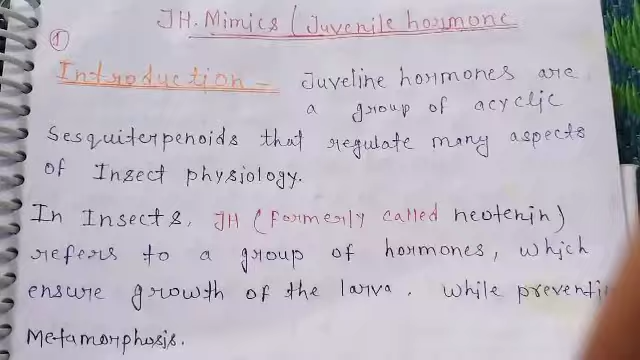 JH. Mimics (Juvenile hormone
①
Introduction - Juveline hormones are
a group of acyclic
Sesquiterpenoids that regulate many aspects
of Insect physiology.
In Insects, JH (formerly called neotenin)
refers to a group of hormones, which
ensure growth of the larva, while preventi
Metamorphosis.